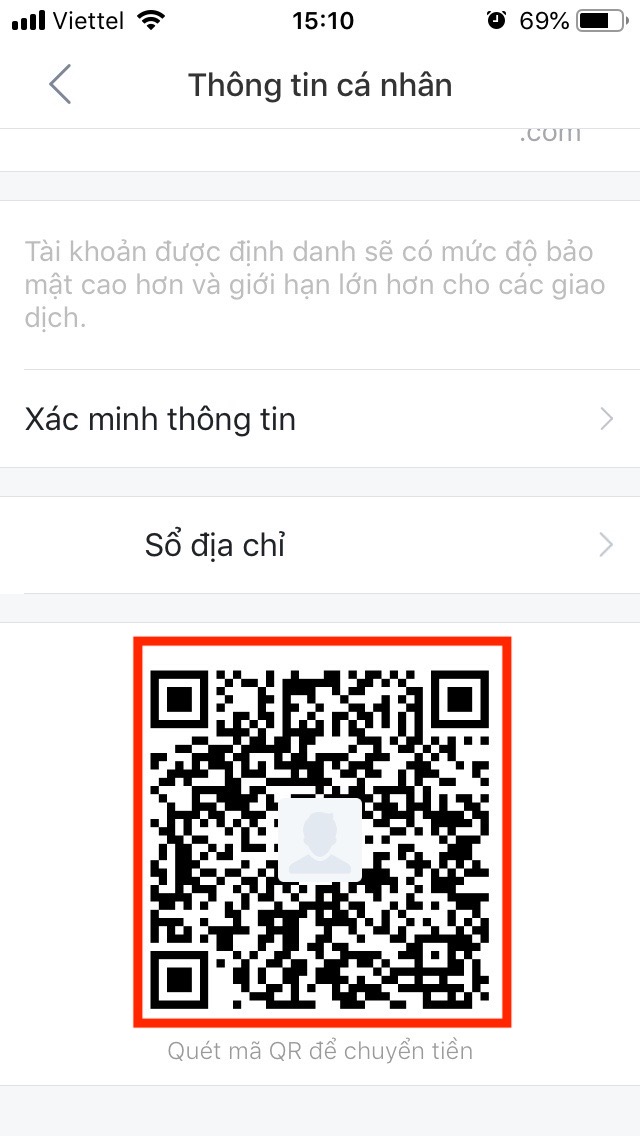 Viettel 15:10 69%
Thông tin cá nhân
.com
Tài khoản được định danh sẽ có mức độ bảo
mật cao hơn và giới hạn lớn hơn cho các giao
dịch.
Xác minh thông tin
Sổ địa chỉ
Quét mã QR để chuyển tiền